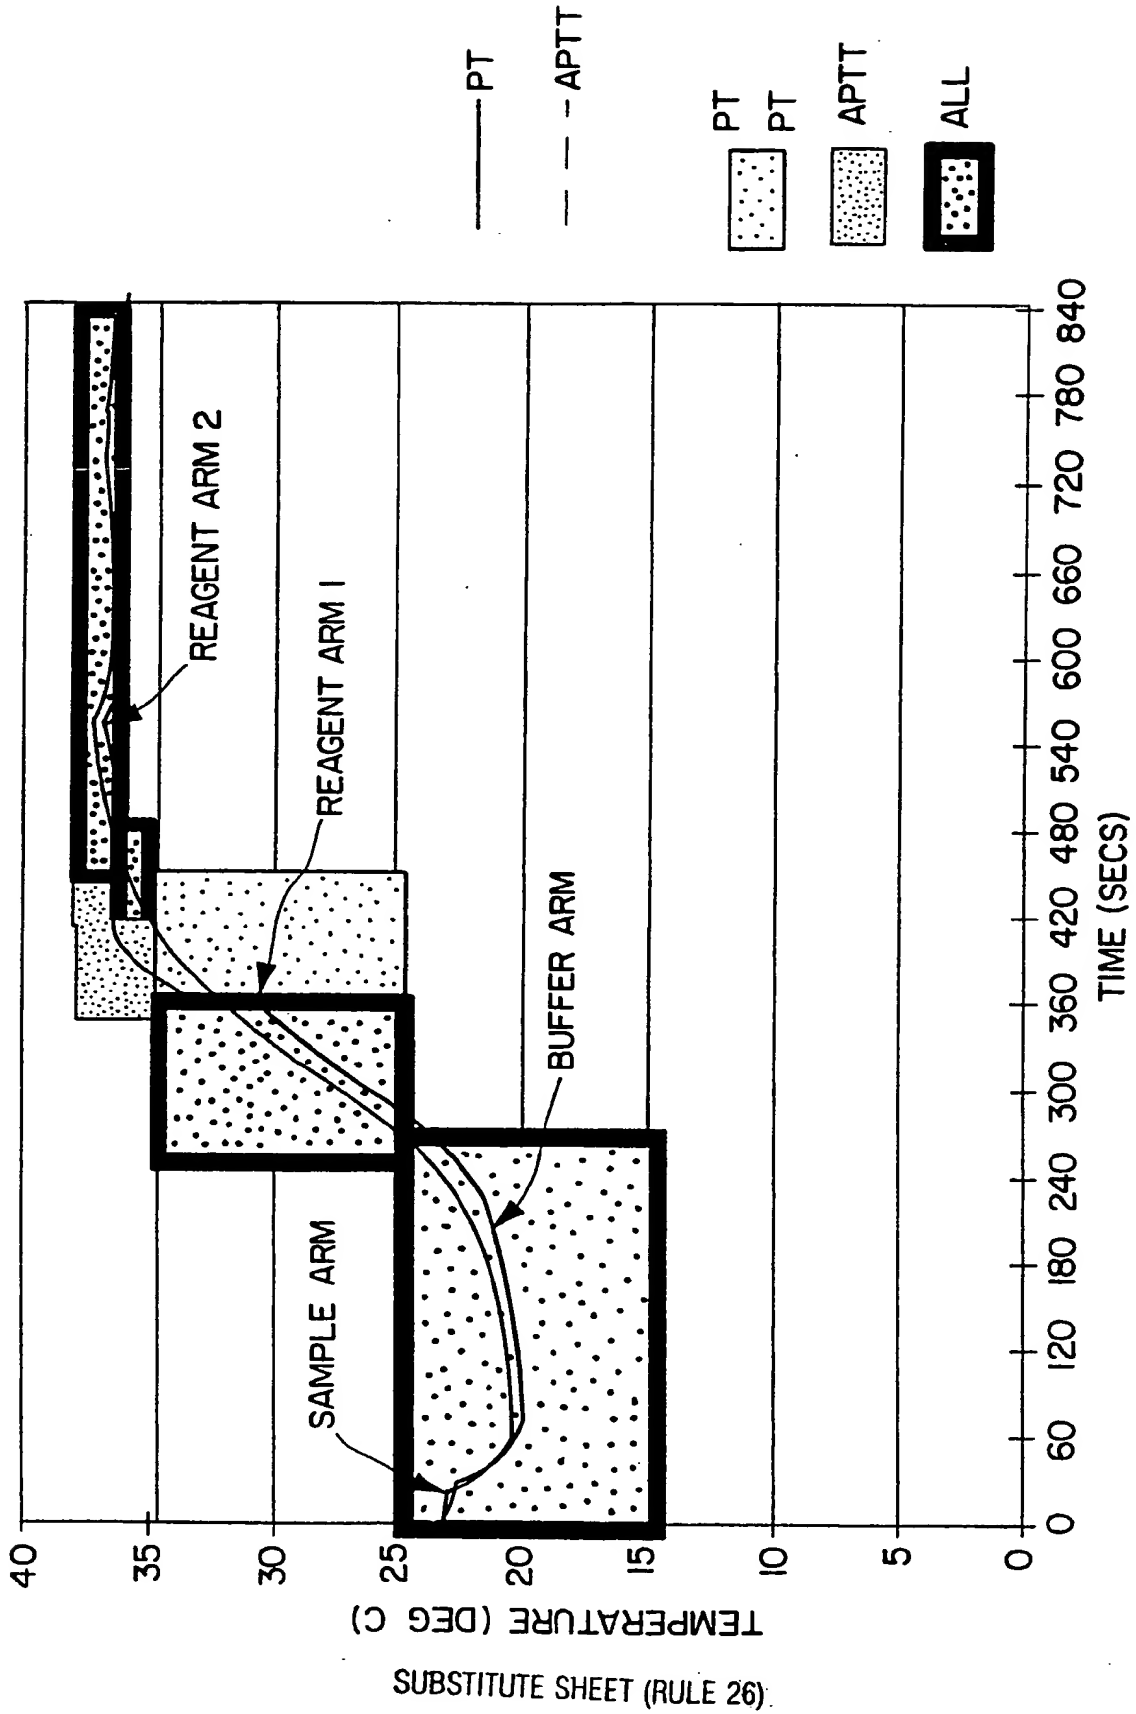 TEMPERATURE (DEG C)
40
35
30
25
20
15
10
5
0
SAMPLE ARM
BUFFER ARM
REAGENT ARM 1
REAGENT ARM 2
0 60 120 180 240 300 360 420 480 540 600 660 720 780 840
TIME (SECS)
PT
APTT
PT
PT
APTT
ALL
SUBSTITUTE SHEET (RULE 26)